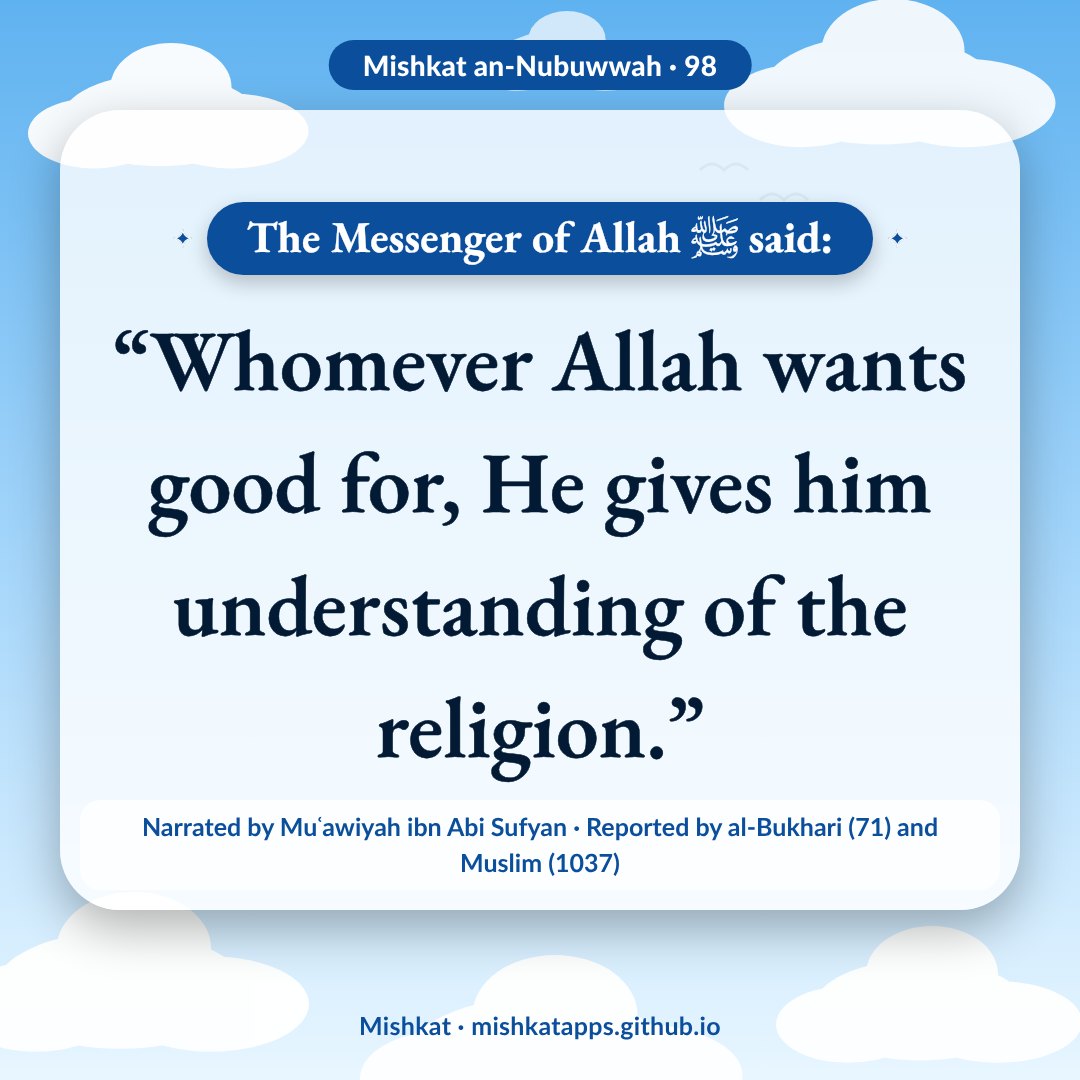 Mishkat an-Nubuwwah · 98
The Messenger of Allah ﷺ said:
“Whomever Allah wants
good for, He gives him
understanding of the
religion.”
Narrated by Muʿawiyah ibn Abi Sufyan · Reported by al-Bukhari (71) and
Muslim (1037)
Mishkat · mishkatapps.github.io